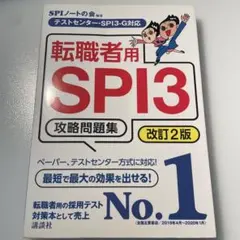 SPIノートの会 編著
テストセンター・SPI3-G対応
転職者用
SPI3
攻略問題集
改訂2版
ペーパー、テストセンター方式に対応!
最短で最大の効果を出せる!
転職者用の採用テスト
対策本として売上
No.1
講談社